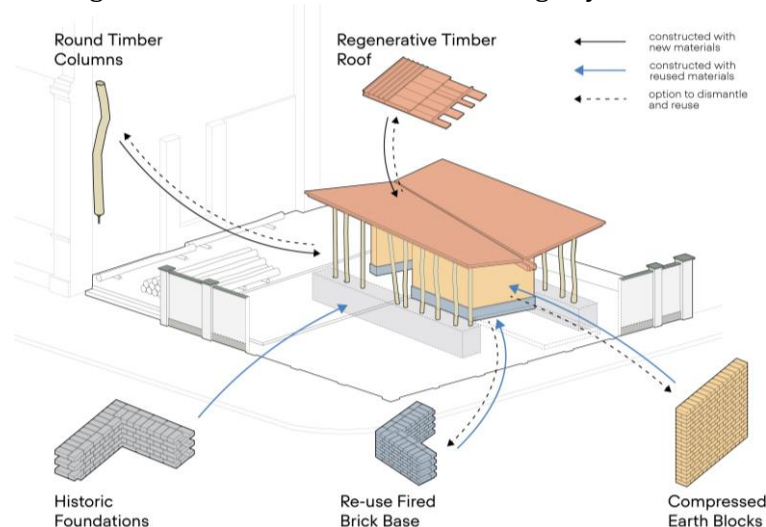 Round Timber
Columns
Regenerative Timber
Roof
constructed with
new materials
constructed with
reused materials
option to dismantle
and reuse
Historic
Foundations
Re-use Fired
Brick Base
Compressed
Earth Blocks